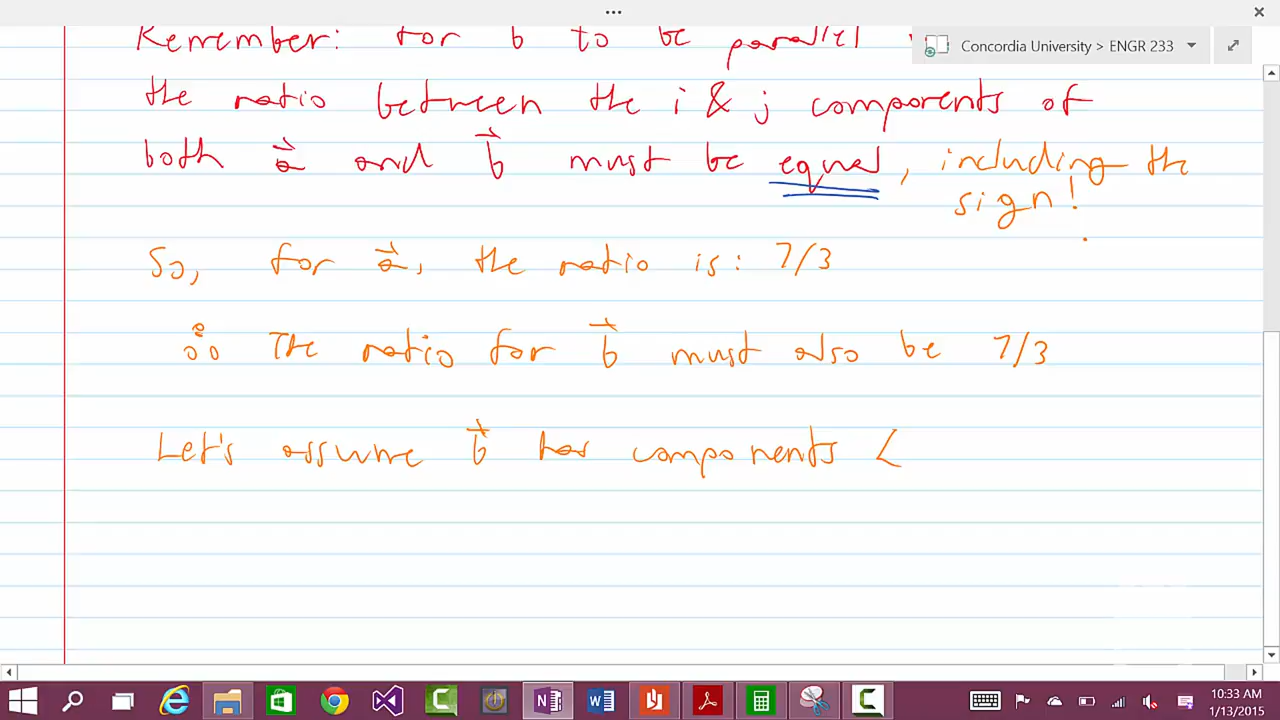 Concordia University > ENGR 233
Remember: for b to be parallel
the ratio between the i & j components of
both a⃗ and b⃗ must be equal, including the
sign!
So, for a⃗, the ratio is: 7/3
∴ The ratio for b⃗ must also be 7/3
Let's assume b⃗ has components <
10:33 AM
1/13/2015